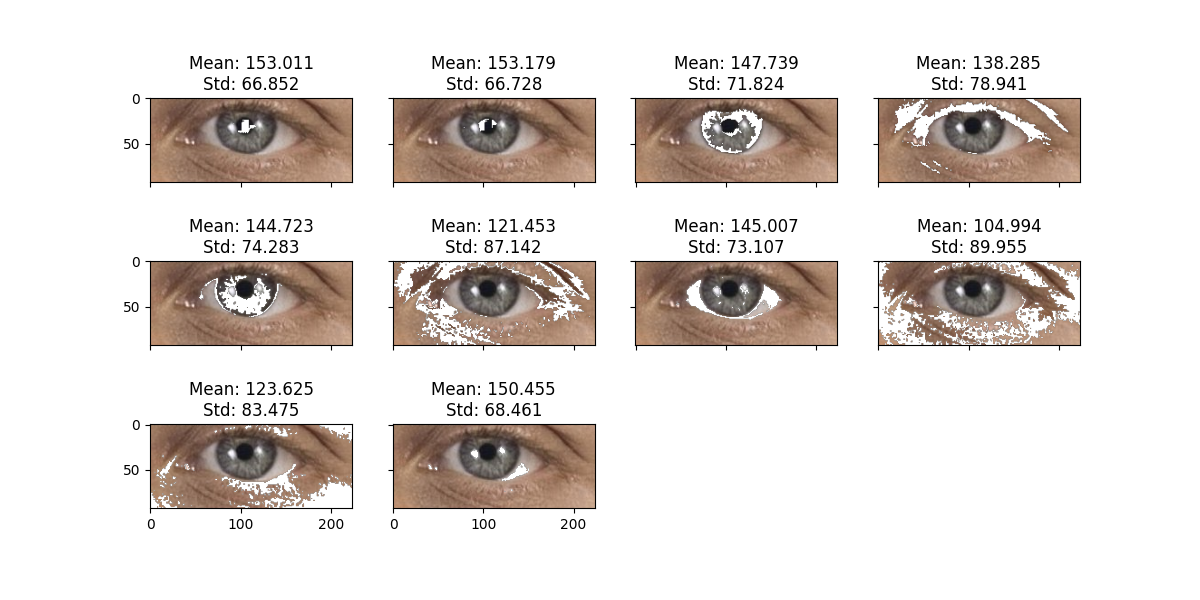 Mean: 153.011
Std: 66.852
Mean: 153.179
Std: 66.728
Mean: 147.739
Std: 71.824
Mean: 138.285
Std: 78.941
0
50
Mean: 144.723
Std: 74.283
Mean: 121.453
Std: 87.142
Mean: 145.007
Std: 73.107
Mean: 104.994
Std: 89.955
0
50
Mean: 123.625
Std: 83.475
Mean: 150.455
Std: 68.461
0
50
0 100 200
0 100 200